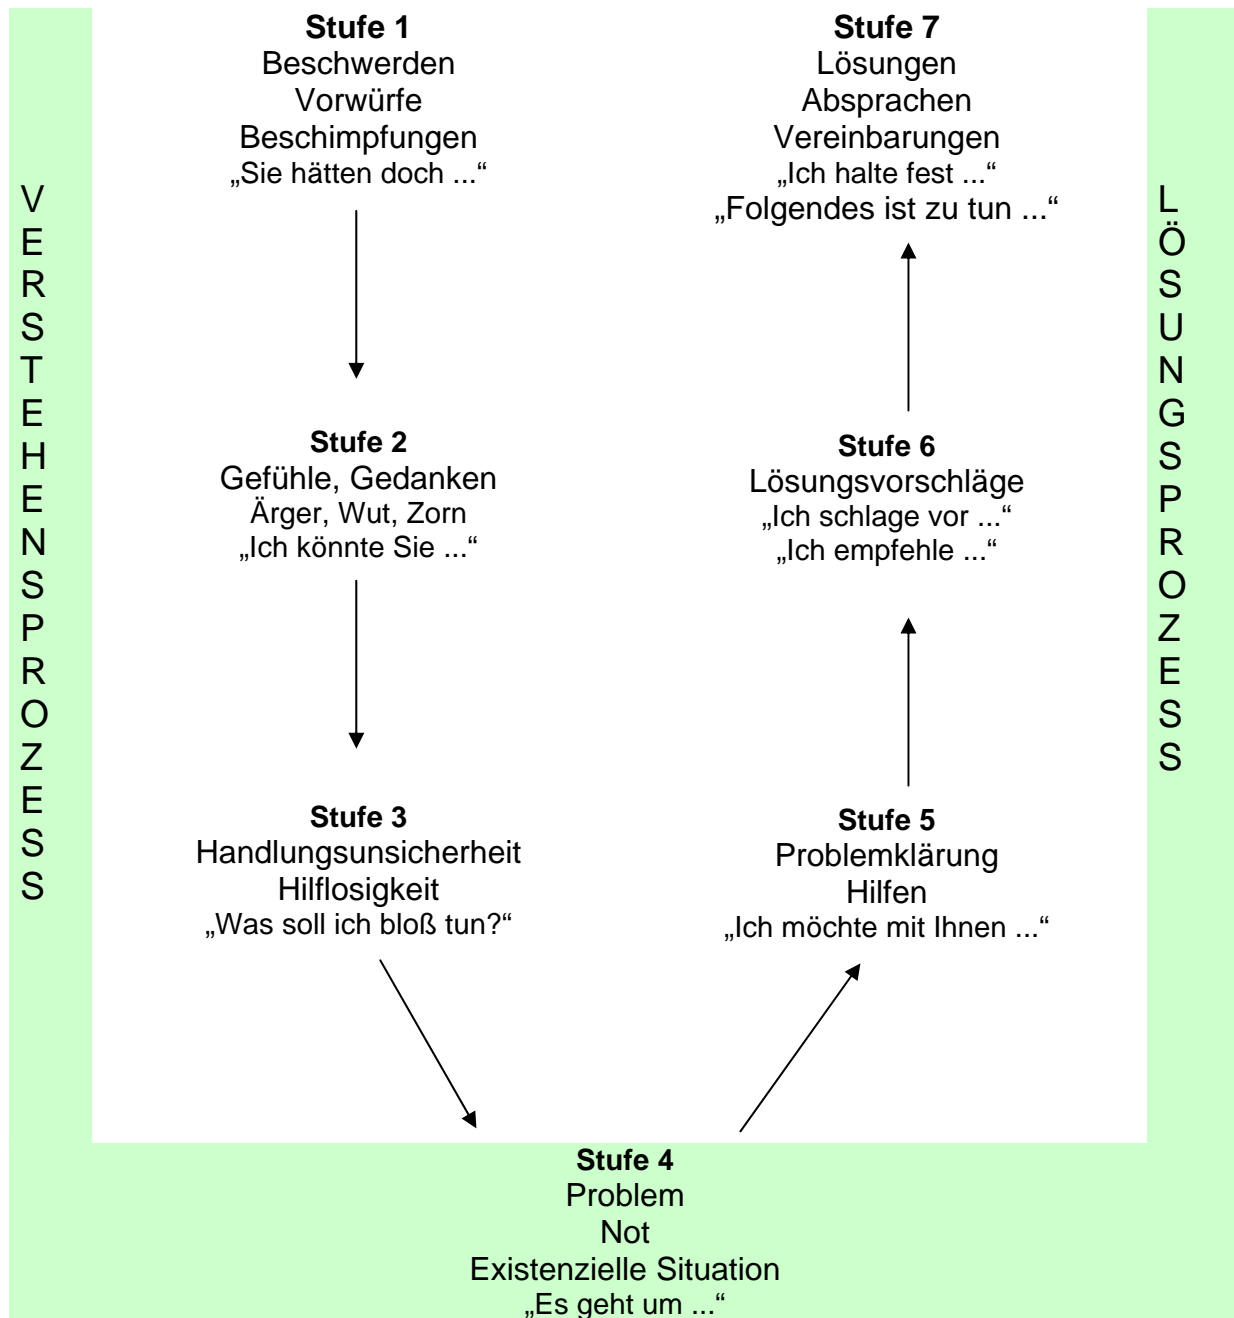 VERSTEHENSPROZESS
Stufe 1
Beschwerden
Vorwürfe
Beschimpfungen
„Sie hätten doch ...“
Stufe 2
Gefühle, Gedanken
Ärger, Wut, Zorn
„Ich könnte Sie ...“
Stufe 3
Handlungsunsicherheit
Hilflosigkeit
„Was soll ich bloß tun?“
Stufe 4
Problem
Not
Existenzielle Situation
„Es geht um ...“
Stufe 5
Problemklärung
Hilfen
„Ich möchte mit Ihnen ...“
Stufe 6
Lösungsvorschläge
„Ich schlage vor ...“
„Ich empfehle ...“
Stufe 7
Lösungen
Absprachen
Vereinbarungen
„Ich halte fest ...“
„Folgendes ist zu tun ...“
LÖSUNGSPROZESS